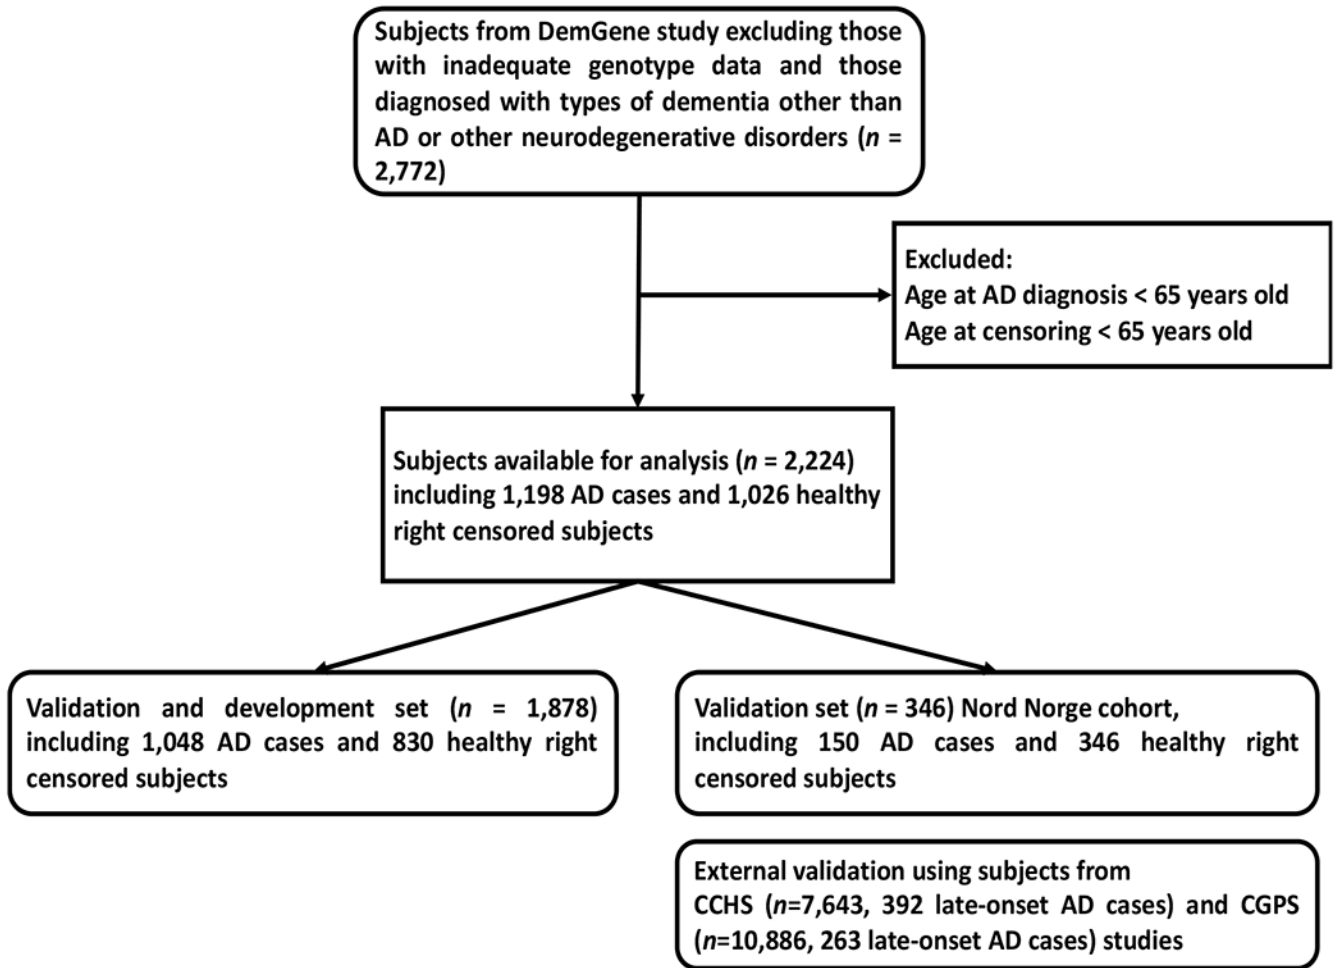 Subjects from DemGene study excluding those
with inadequate genotype data and those
diagnosed with types of dementia other than
AD or other neurodegenerative disorders (n =
2,772)
Excluded:
Age at AD diagnosis < 65 years old
Age at censoring < 65 years old
Subjects available for analysis (n = 2,224)
including 1,198 AD cases and 1,026 healthy
right censored subjects
Validation and development set (n = 1,878)
including 1,048 AD cases and 830 healthy right
censored subjects
Validation set (n = 346) Nord Norge cohort,
including 150 AD cases and 346 healthy right
censored subjects
External validation using subjects from
CCHS (n=7,643, 392 late-onset AD cases) and CGPS
(n=10,886, 263 late-onset AD cases) studies